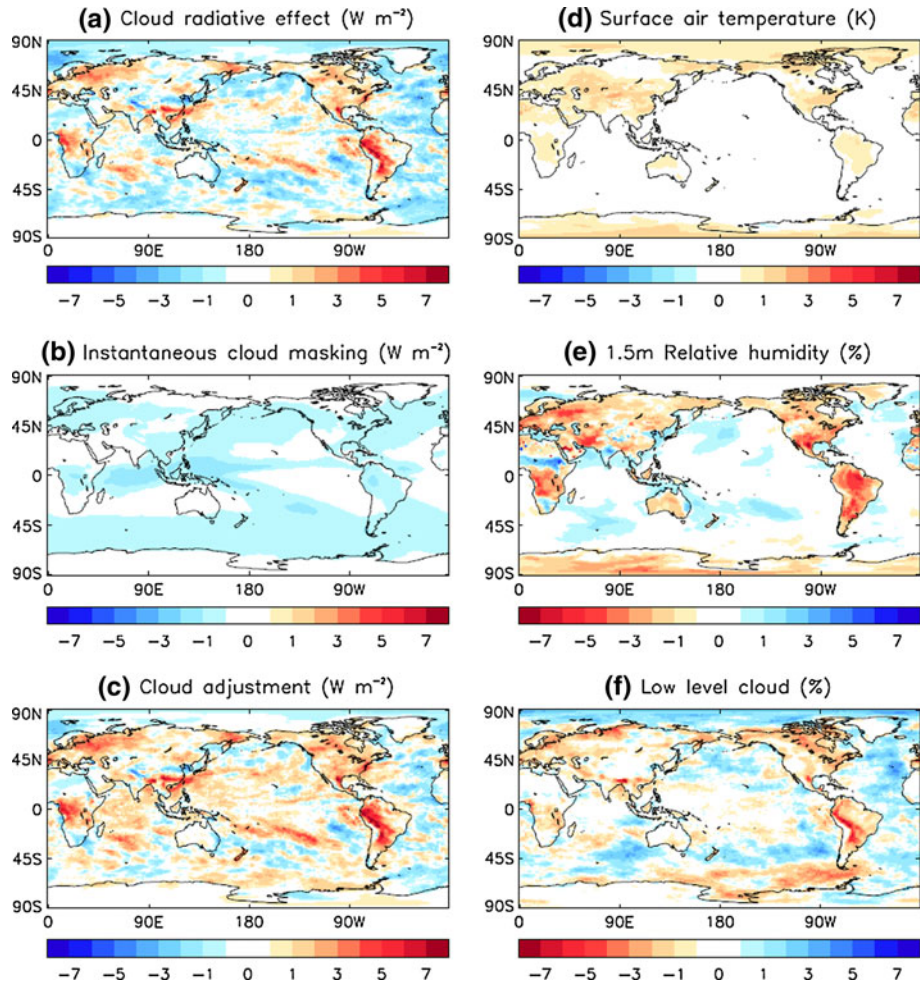 (a) Cloud radiative effect (W m⁻²)
90N
45N
0
45S
90S
0 90E 180 90W
-7 -5 -3 -1 0 1 3 5 7
(b) Instantaneous cloud masking (W m⁻²)
90N
45N
0
45S
90S
0 90E 180 90W
-7 -5 -3 -1 0 1 3 5 7
(c) Cloud adjustment (W m⁻²)
90N
45N
0
45S
90S
0 90E 180 90W
-7 -5 -3 -1 0 1 3 5 7
(d) Surface air temperature (K)
90N
45N
0
45S
90S
0 90E 180 90W
-7 -5 -3 -1 0 1 3 5 7
(e) 1.5m Relative humidity (%)
90N
45N
0
45S
90S
0 90E 180 90W
-7 -5 -3 -1 0 1 3 5 7
(f) Low level cloud (%)
90N
45N
0
45S
90S
0 90E 180 90W
-7 -5 -3 -1 0 1 3 5 7